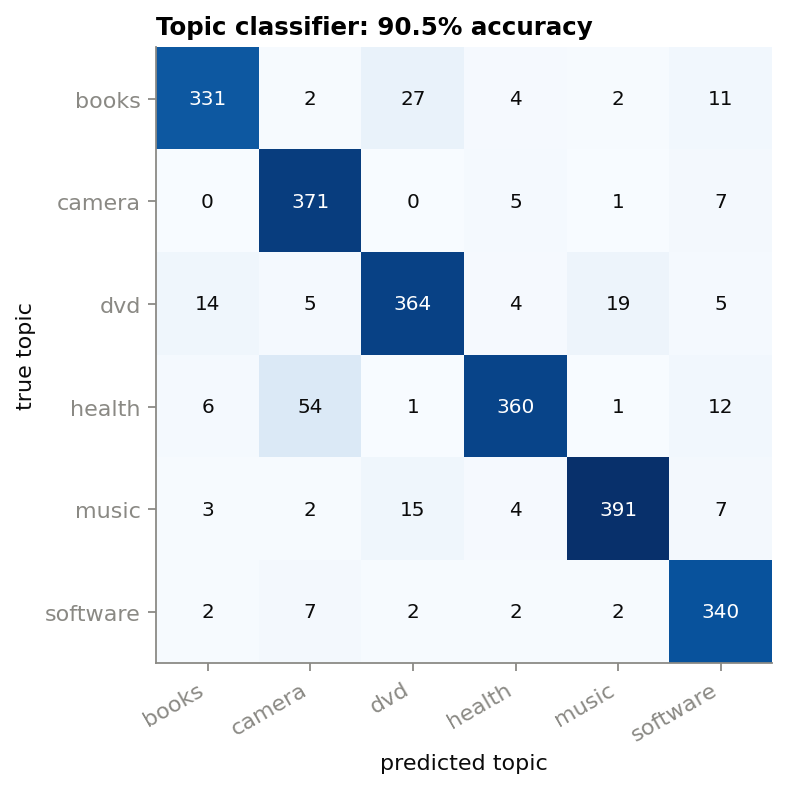 Topic classifier: 90.5% accuracy
books 331 2 27 4 2 11
camera 0 371 0 5 1 7
dvd 14 5 364 4 19 5
true topic
health 6 54 1 360 1 12
music 3 2 15 4 391 7
software 2 7 2 2 2 340
books camera dvd health music software
predicted topic